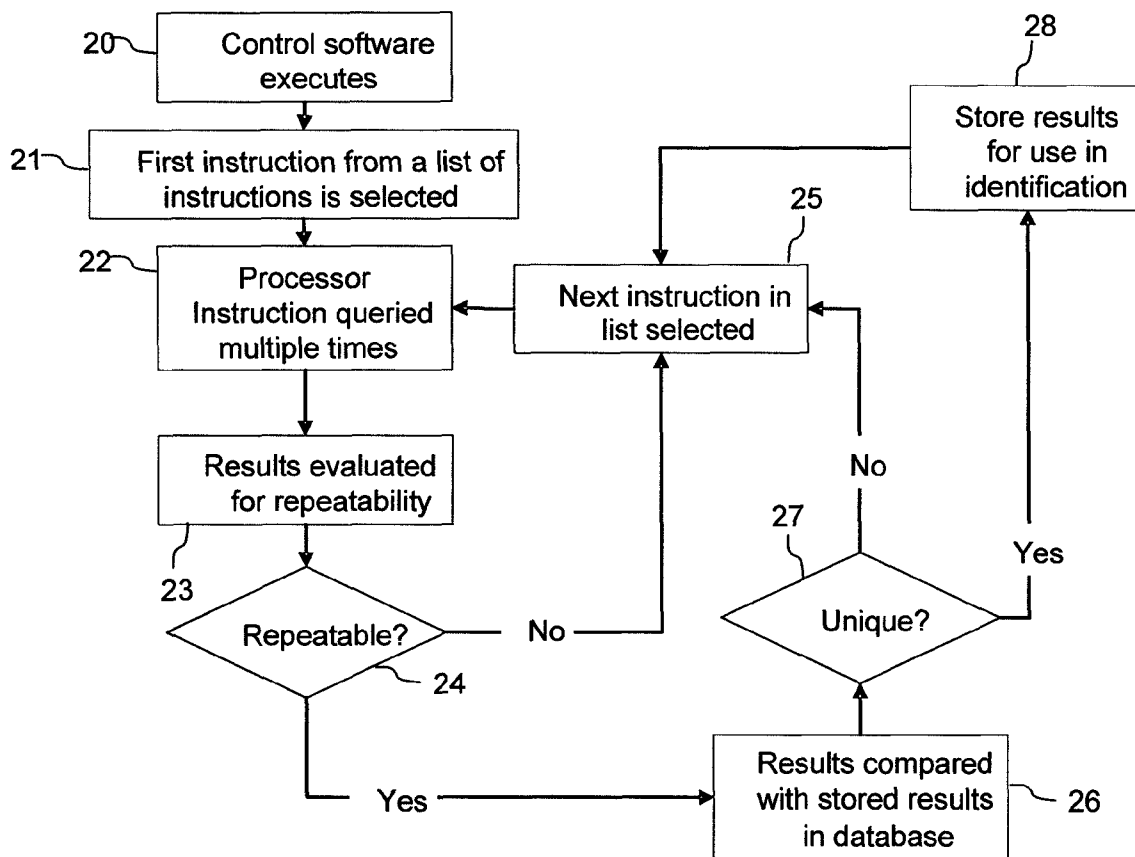 20
Control software
executes
21
First instruction from a list of
instructions is selected
22
Processor
Instruction queried
multiple times
Results evaluated
for repeatability
23
Repeatable?
24
No
Yes
25
Next instruction in
list selected
28
Store results
for use in
identification
No
27
Unique?
Yes
Results compared
with stored results
in database
26